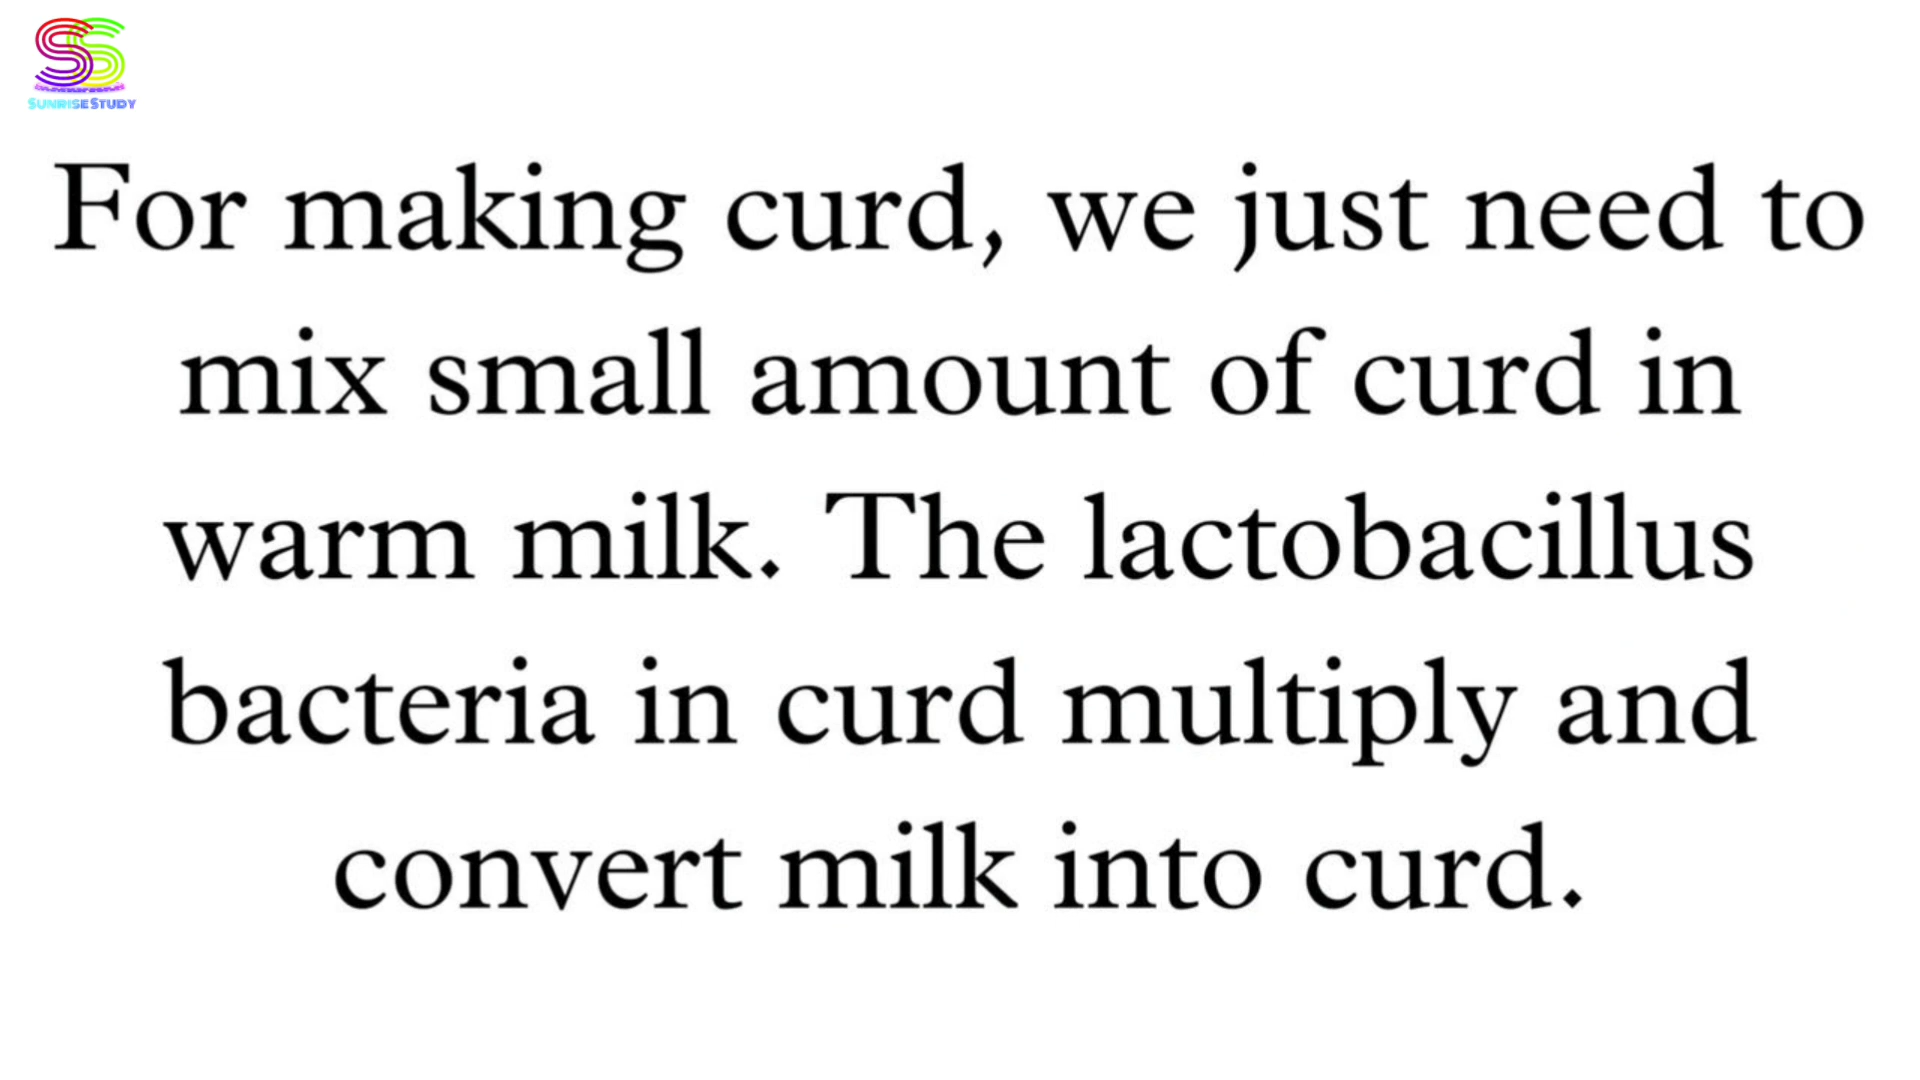 SUNRISESTUDY
For making curd, we just need to
mix small amount of curd in
warm milk. The lactobacillus
bacteria in curd multiply and
convert milk into curd.